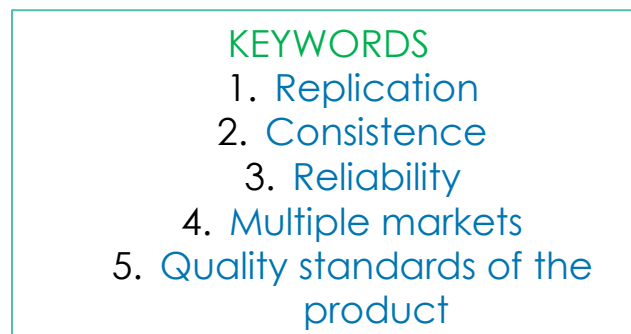 KEYWORDS
1. Replication
2. Consistence
3. Reliability
4. Multiple markets
5. Quality standards of the
product